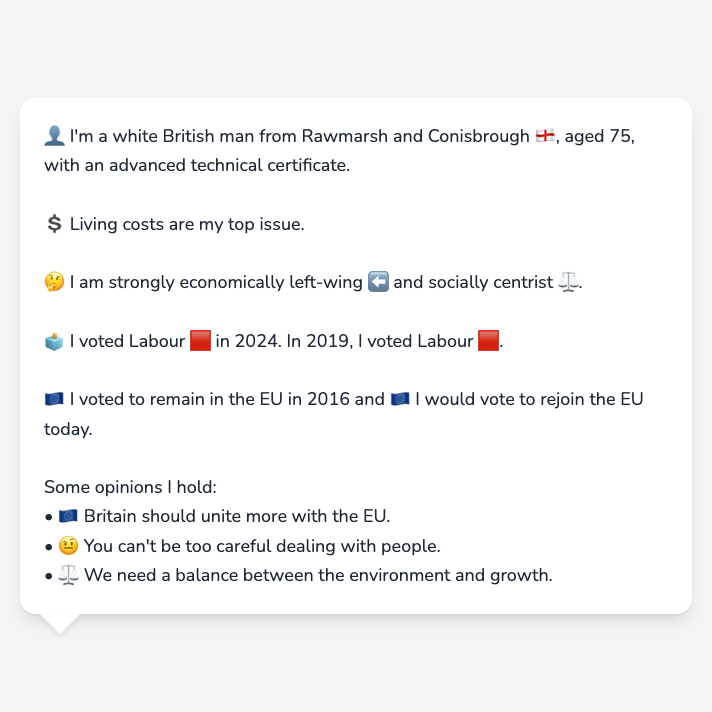 👤 I'm a white British man from Rawmarsh and Conisbrough 🏴󠁧󠁢󠁥󠁮󠁧󠁿, aged 75,
with an advanced technical certificate.
💲 Living costs are my top issue.
🤔 I am strongly economically left-wing ⬅️ and socially centrist ⚖️.
🗳️ I voted Labour 🟥 in 2024. In 2019, I voted Labour 🟥.
🇪🇺 I voted to remain in the EU in 2016 and 🇪🇺 I would vote to rejoin the EU
today.
Some opinions I hold:
• 🇪🇺 Britain should unite more with the EU.
• 🤨 You can't be too careful dealing with people.
• ⚖️ We need a balance between the environment and growth.